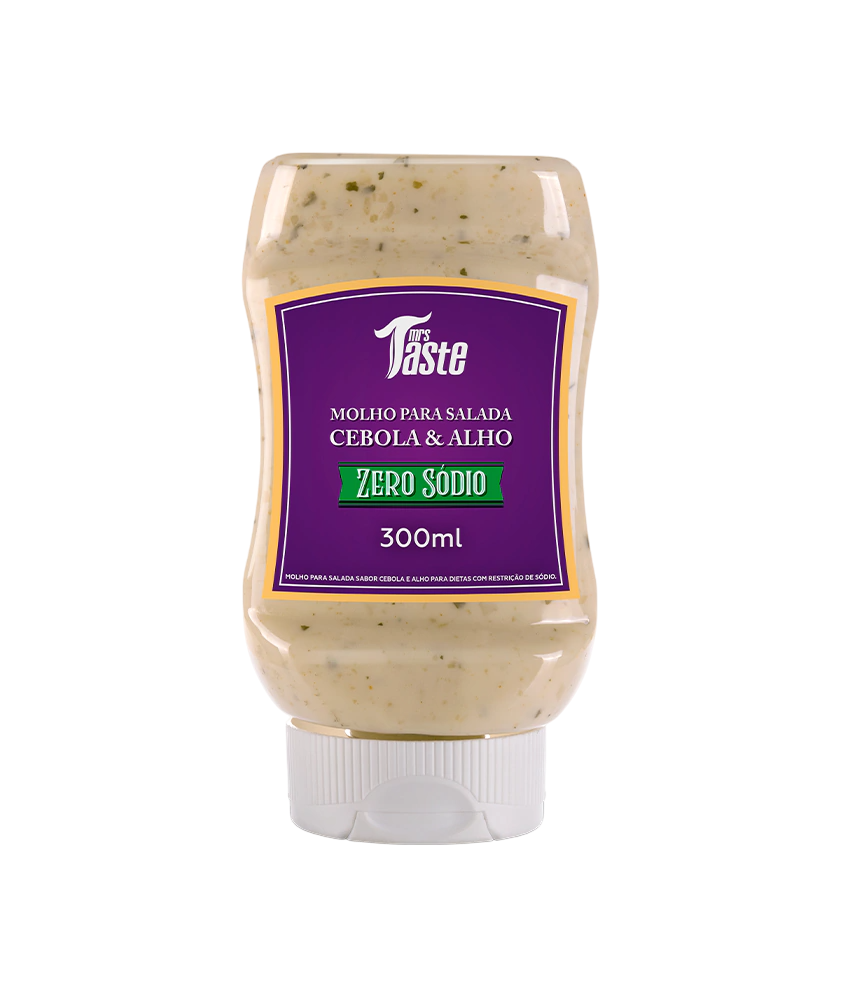 mrs
Taste
MOLHO PARA SALADA
CEBOLA & ALHO
ZERO SÓDIO
300ml
MOLHO PARA SALADA SABOR CEBOLA E ALHO PARA DIETAS COM RESTRIÇÃO DE SÓDIO.